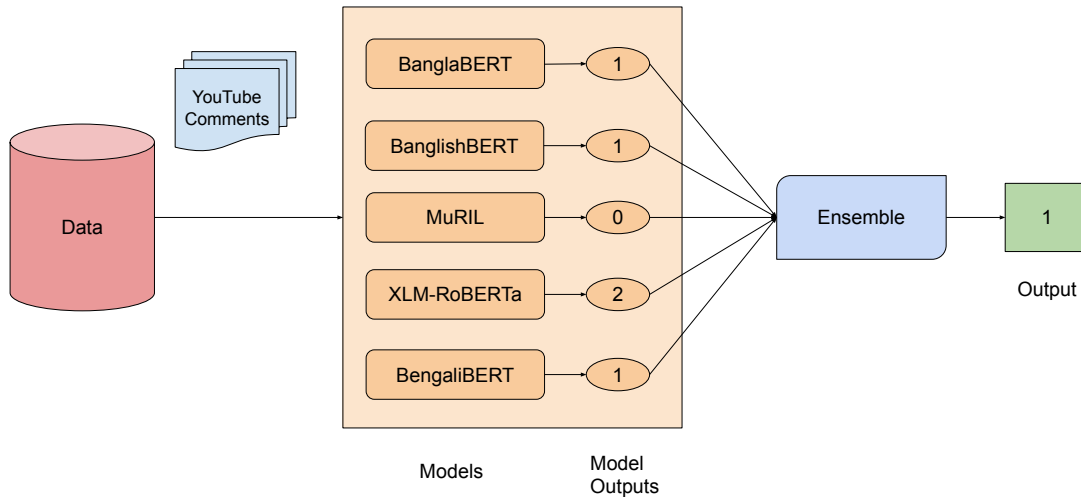 YouTube
Comments
Data
BanglaBERT
1
BanglishBERT
1
MuRIL
0
XLM-RoBERTa
2
BengaliBERT
1
Ensemble
1
Output
Models
Model
Outputs